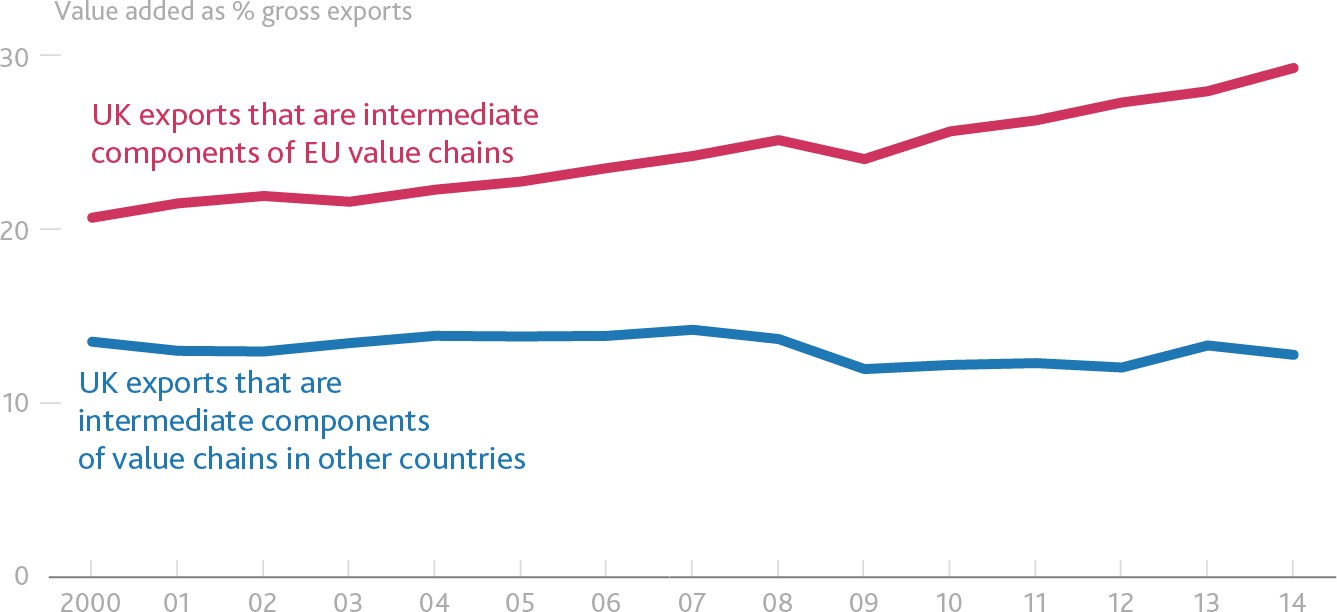 Value added as % gross exports
30
UK exports that are intermediate
components of EU value chains
20
UK exports that are
intermediate components
of value chains in other countries
10
0
2000 01 02 03 04 05 06 07 08 09 10 11 12 13 14